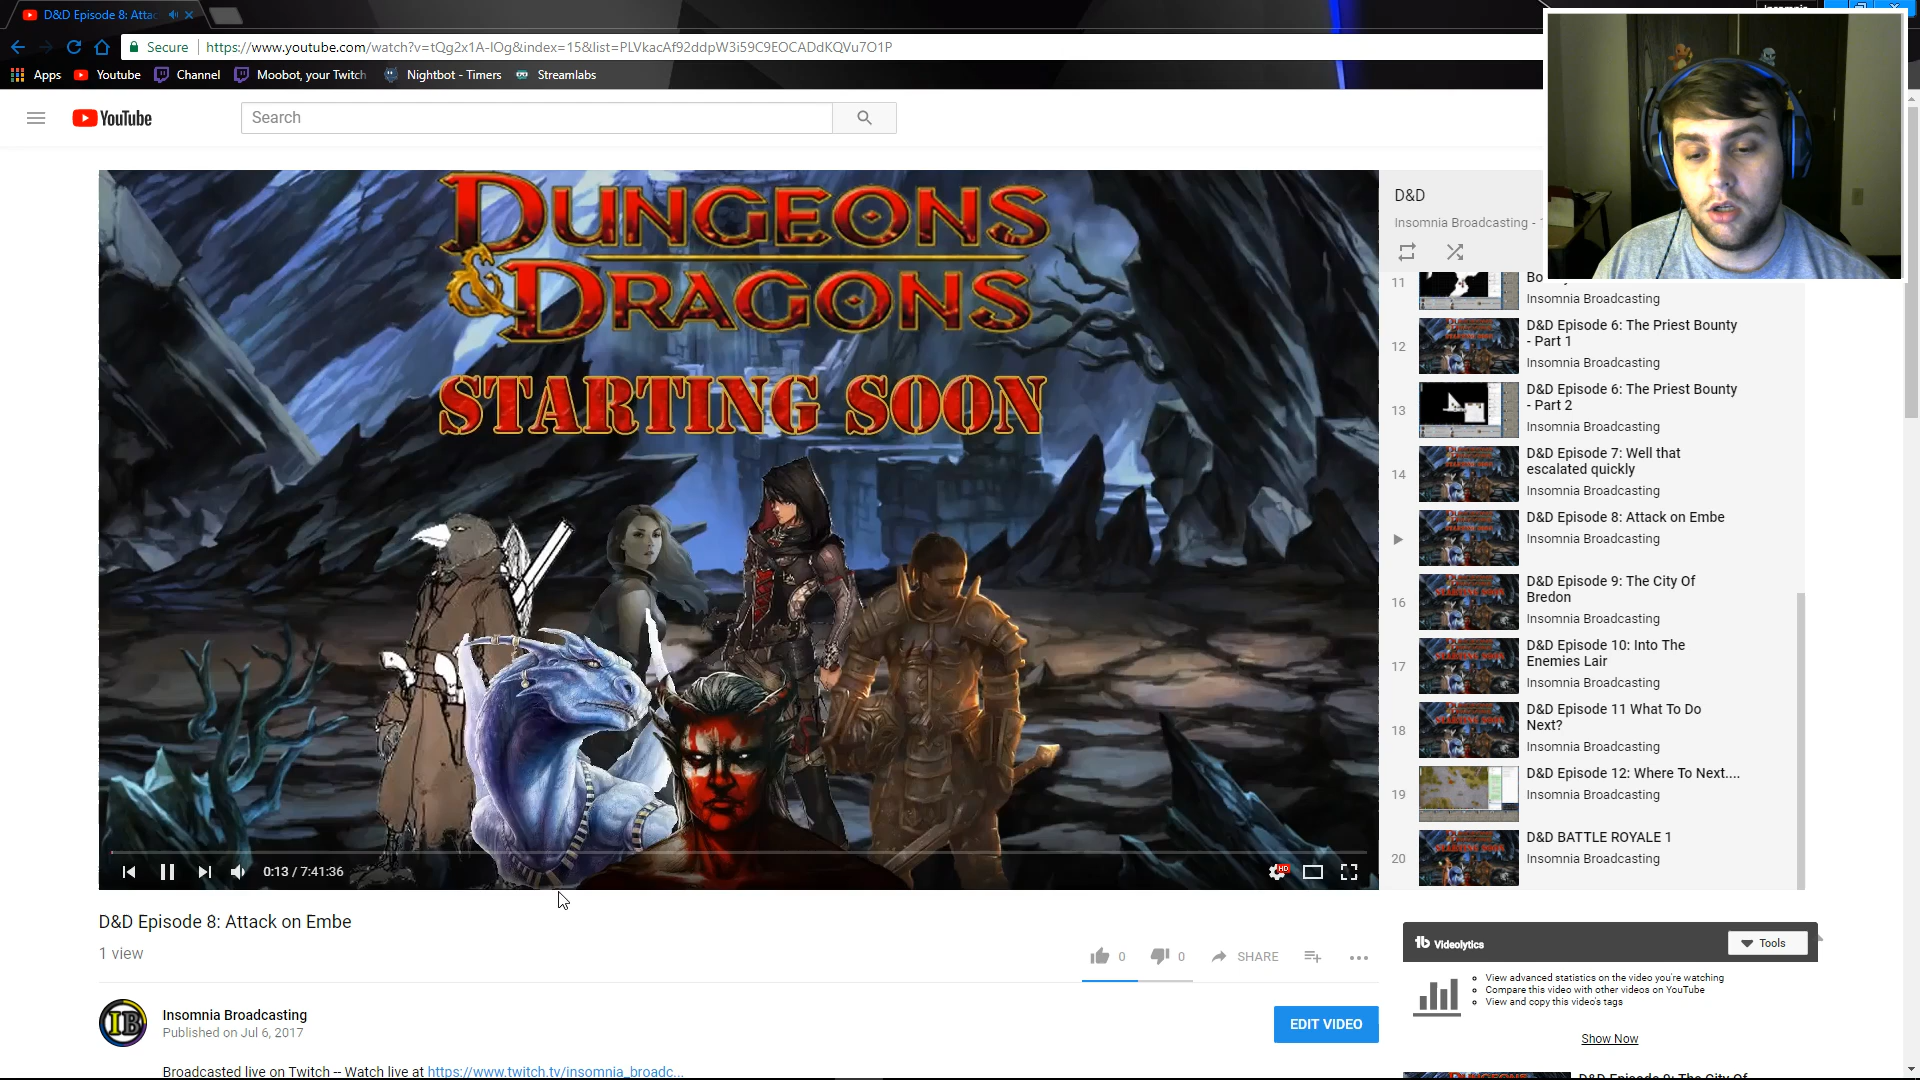 D&D Episode 8: Attac
Secure
https://www.youtube.com/watch?v=tQg2x1A-IOg&index=15&list=PLVkacAf92ddpW3i59C9EOCADdKQVu7O1P
Apps
Youtube
Channel
Moobot, your Twitch
Nightbot - Timers
Streamlabs
YouTube
Search
DUNGEONS
& DRAGONS
STARTING SOON
0:13 / 7:41:36
HD
D&D
Insomnia Broadcasting -
11
Bo
Insomnia Broadcasting
12
D&D Episode 6: The Priest Bounty
- Part 1
Insomnia Broadcasting
13
D&D Episode 6: The Priest Bounty
- Part 2
Insomnia Broadcasting
14
D&D Episode 7: Well that
escalated quickly
Insomnia Broadcasting
D&D Episode 8: Attack on Embe
Insomnia Broadcasting
16
D&D Episode 9: The City Of
Bredon
Insomnia Broadcasting
17
D&D Episode 10: Into The
Enemies Lair
Insomnia Broadcasting
18
D&D Episode 11 What To Do
Next?
Insomnia Broadcasting
19
D&D Episode 12: Where To Next....
Insomnia Broadcasting
20
D&D BATTLE ROYALE 1
Insomnia Broadcasting
D&D Episode 8: Attack on Embe
1 view
0
0
SHARE
IB
Insomnia Broadcasting
Published on Jul 6, 2017
EDIT VIDEO
Broadcasted live on Twitch -- Watch live at https://www.twitch.tv/insomnia_broadc...
tb Videolytics
Tools
View advanced statistics on the video you're watching
Compare this video with other videos on YouTube
View and copy this video's tags
Show Now
D&D Episode 9: The City Of